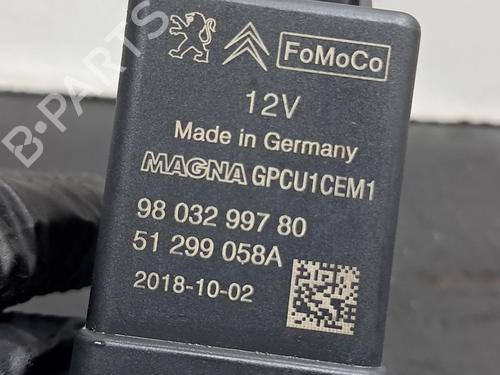 FoMoCo
12V
Made in Germany
MAGNA GPCU1CEM1
98 032 997 80
51 299 058A
2018-10-02
B-PARTS